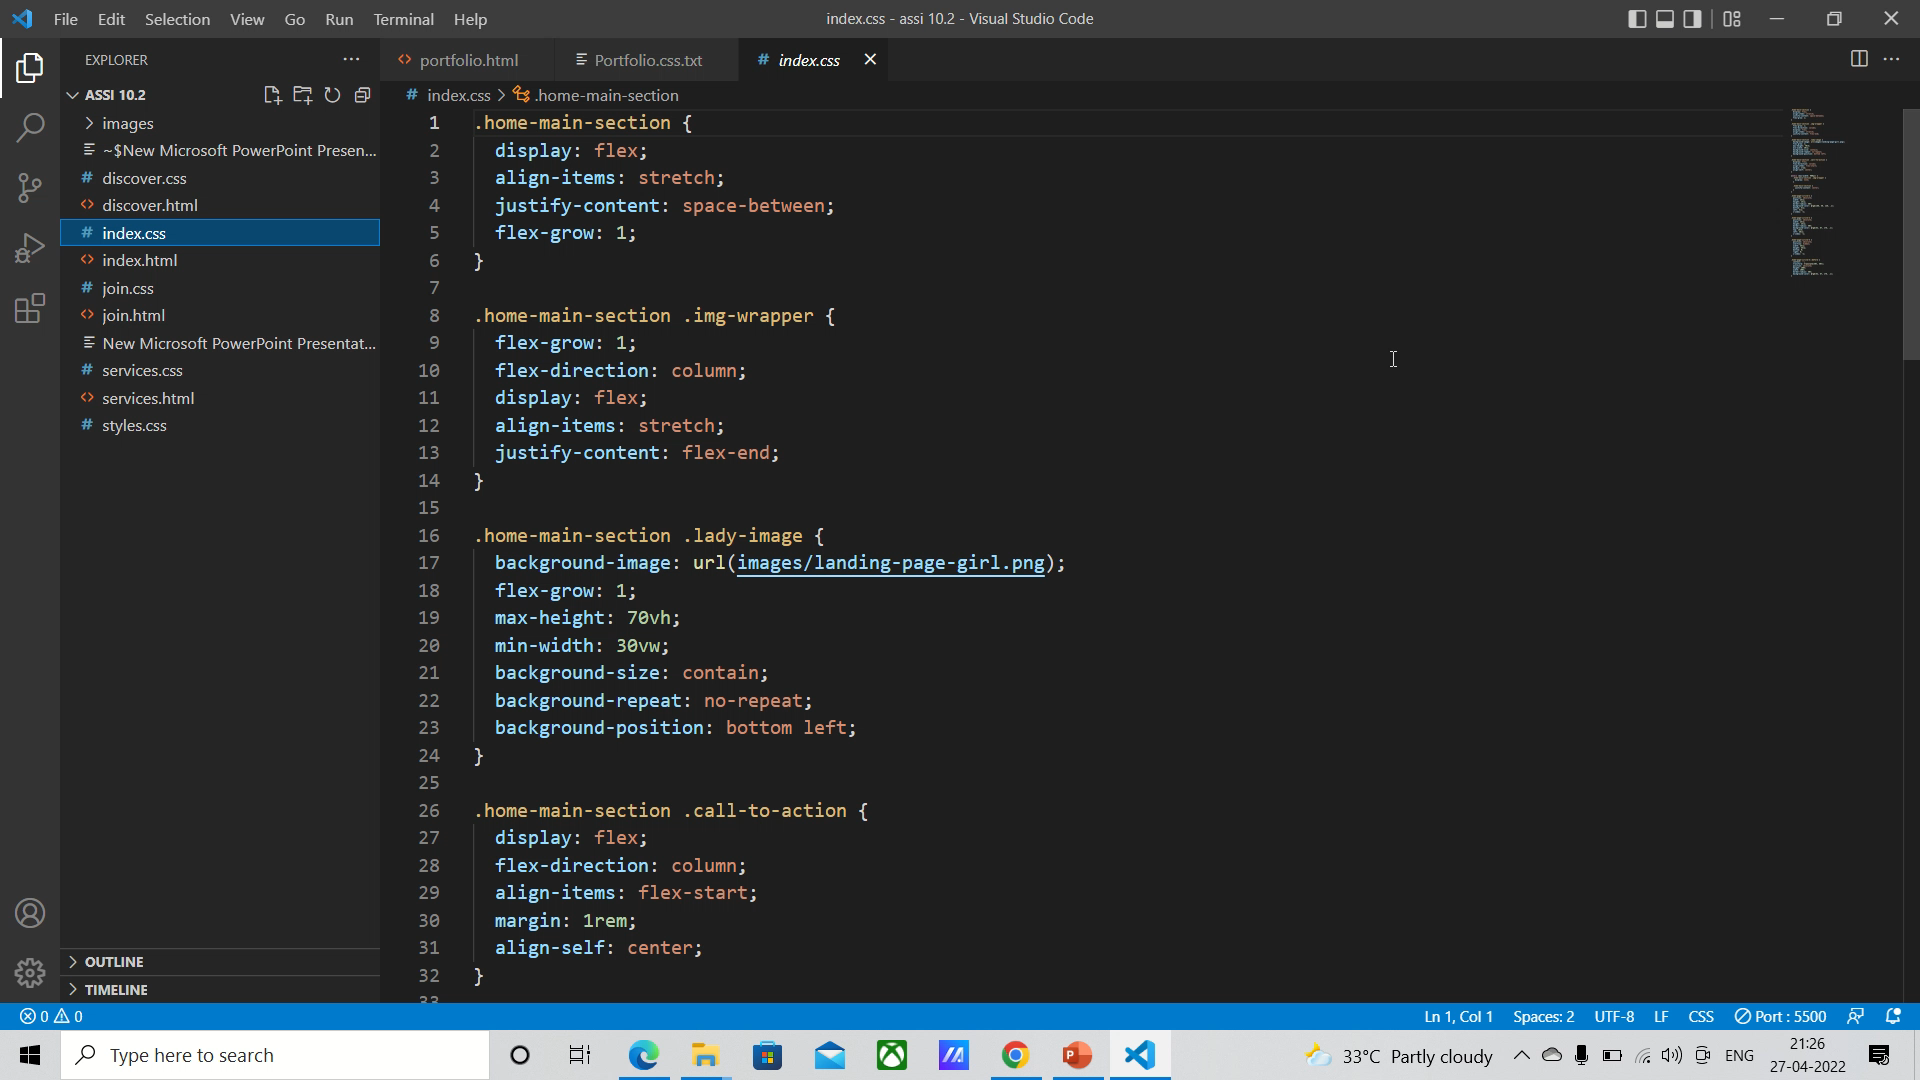 File Edit Selection View Go Run Terminal Help
index.css - assi 10.2 - Visual Studio Code
EXPLORER
ASSI 10.2
images
~$New Microsoft PowerPoint Presen...
discover.css
discover.html
index.css
index.html
join.css
join.html
New Microsoft PowerPoint Presentat...
services.css
services.html
styles.css
OUTLINE
TIMELINE
portfolio.html
Portfolio.css.txt
index.css
index.css > .home-main-section
1 .home-main-section {
2 display: flex;
3 align-items: stretch;
4 justify-content: space-between;
5 flex-grow: 1;
6 }
7
8 .home-main-section .img-wrapper {
9 flex-grow: 1;
10 flex-direction: column;
11 display: flex;
12 align-items: stretch;
13 justify-content: flex-end;
14 }
15
16 .home-main-section .lady-image {
17 background-image: url(images/landing-page-girl.png);
18 flex-grow: 1;
19 max-height: 70vh;
20 min-width: 30vw;
21 background-size: contain;
22 background-repeat: no-repeat;
23 background-position: bottom left;
24 }
25
26 .home-main-section .call-to-action {
27 display: flex;
28 flex-direction: column;
29 align-items: flex-start;
30 margin: 1rem;
31 align-self: center;
32 }
33
0 0
Ln 1, Col 1 Spaces: 2 UTF-8 LF CSS Port : 5500
Type here to search
33°C Partly cloudy
ENG
21:26
27-04-2022